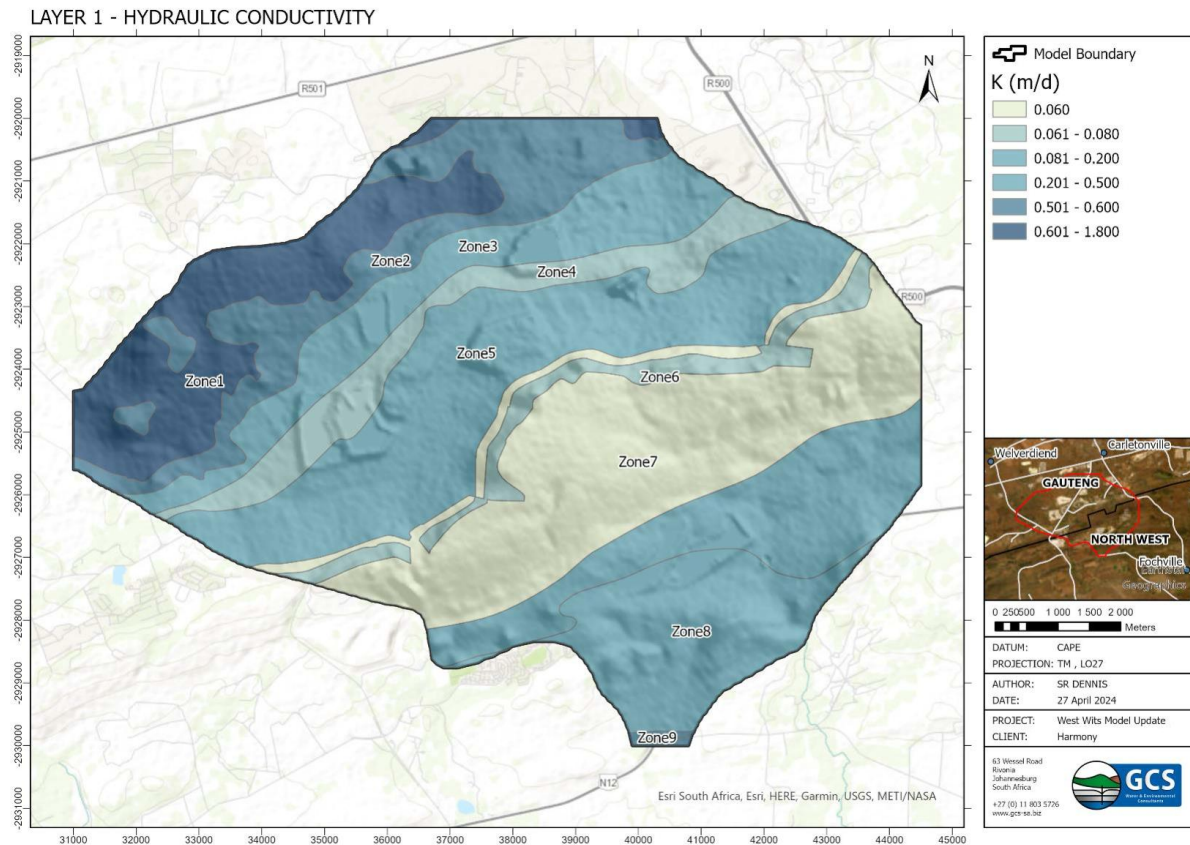 LAYER 1 - HYDRAULIC CONDUCTIVITY
-2919000
-2920000
-2921000
-2922000
-2923000
-2924000
-2925000
-2926000
-2927000
-2928000
-2929000
-2930000
-2931000
R501
R500
N
Zone3
Zone2
Zone4
R500
Zone5
Zone1
Zone6
Zone7
Zone8
Zone9
N12
Esri South Africa, Esri, HERE, Garmin, USGS, METI/NASA
31000 32000 33000 34000 35000 36000 37000 38000 39000 40000 41000 42000 43000 44000 45000
Model Boundary
K (m/d)
0.060
0.061 - 0.080
0.081 - 0.200
0.201 - 0.500
0.501 - 0.600
0.601 - 1.800
Carletonville
Welverdiend
GAUTENG
NORTH WEST
Fochville
Geographics
0 250500 1 000 1 500 2 000
Meters
DATUM: CAPE
PROJECTION: TM , LO27
AUTHOR: SR DENNIS
DATE: 27 April 2024
PROJECT: West Wits Model Update
CLIENT: Harmony
63 Wessel Road
Rivonia
Johannesburg
South Africa
+27 (0) 11 803 5726
www.gcs-sa.biz
GCS
Water & Environmental
Consultants